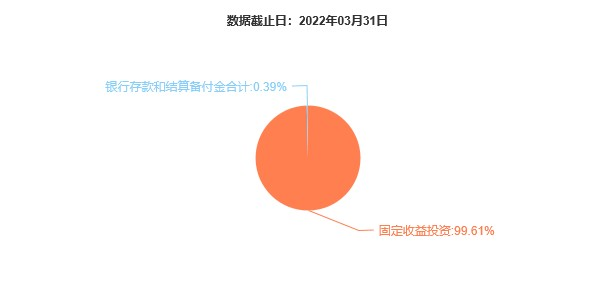 数据截止日：2022年03月31日
银行存款和结算备付金合计:0.39%
固定收益投资:99.61%